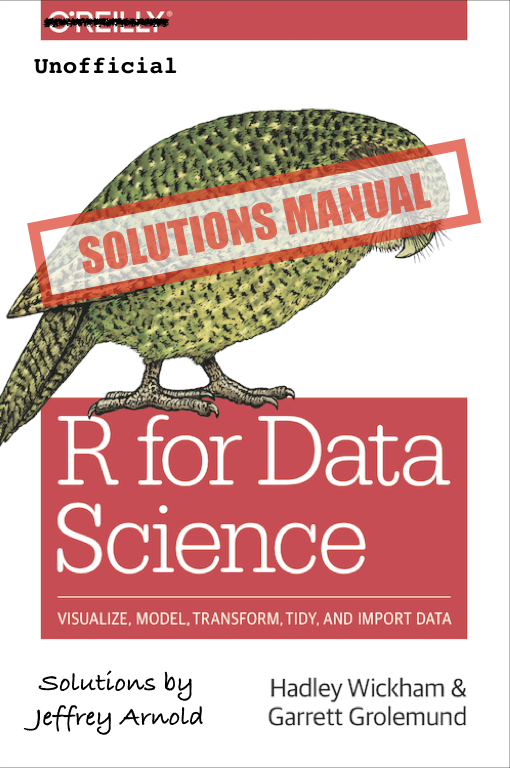 O'REILLY®
Unofficial
SOLUTIONS MANUAL
R for Data
Science
VISUALIZE, MODEL, TRANSFORM, TIDY, AND IMPORT DATA
Solutions by
Jeffrey Arnold
Hadley Wickham &
Garrett Grolemund